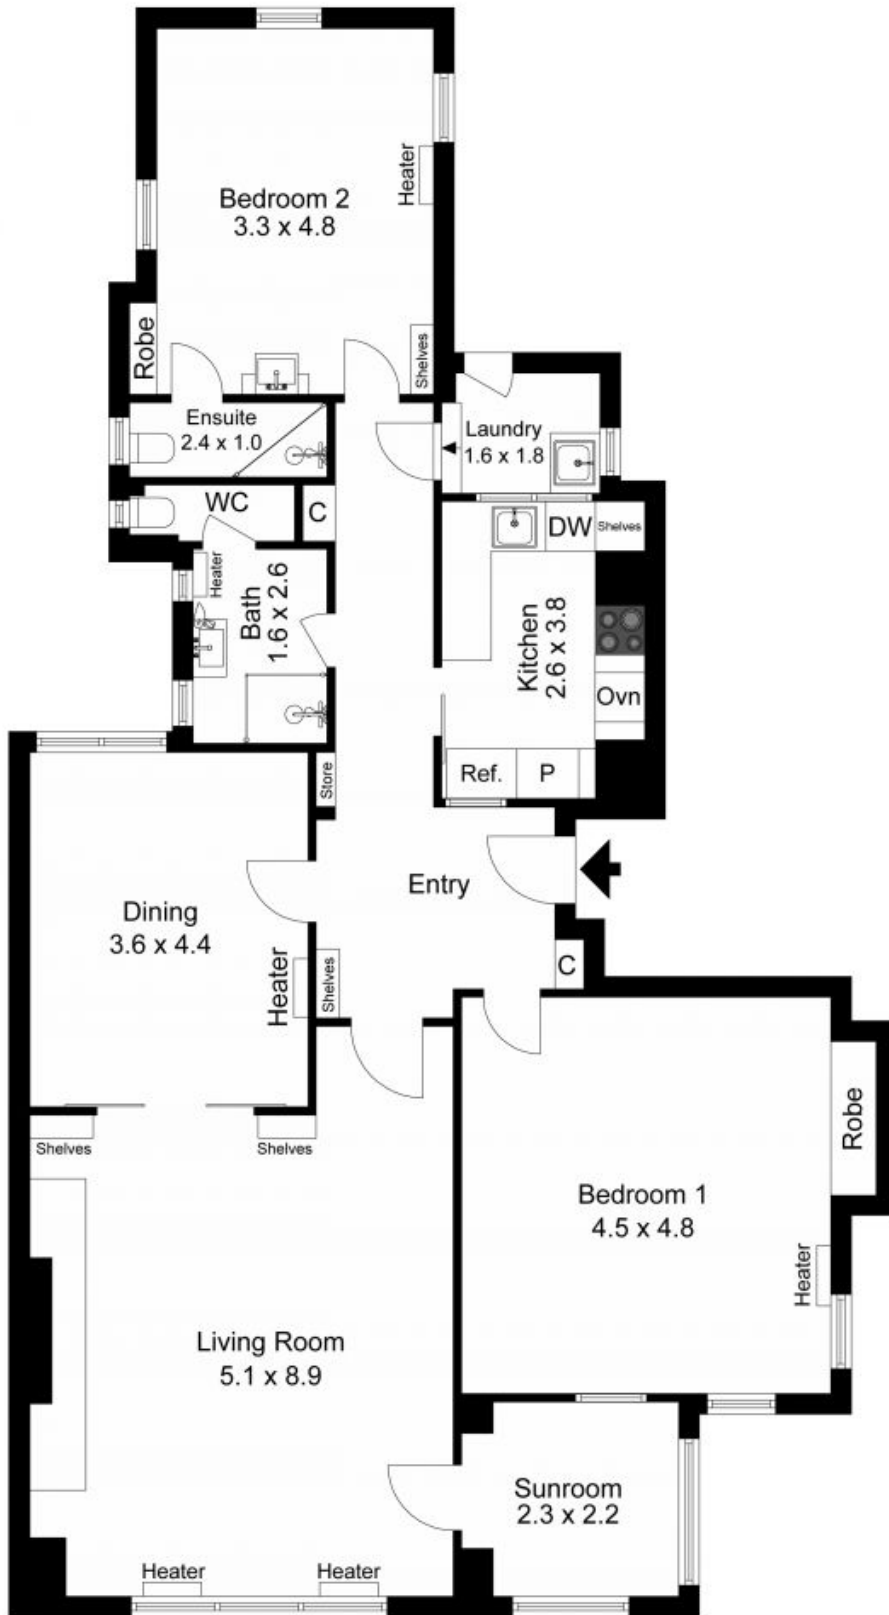 Bedroom 2
3.3 x 4.8
Heater
Robe
Shelves
Ensuite
2.4 x 1.0
Laundry
1.6 x 1.8
WC
C
DW
Shelves
Heater
Bath
1.6 x 2.6
Kitchen
2.6 x 3.8
Ovn
Store
Ref.
P
Entry
Dining
3.6 x 4.4
Heater
Shelves
C
Shelves
Shelves
Robe
Bedroom 1
4.5 x 4.8
Heater
Living Room
5.1 x 8.9
Sunroom
2.3 x 2.2
Heater
Heater